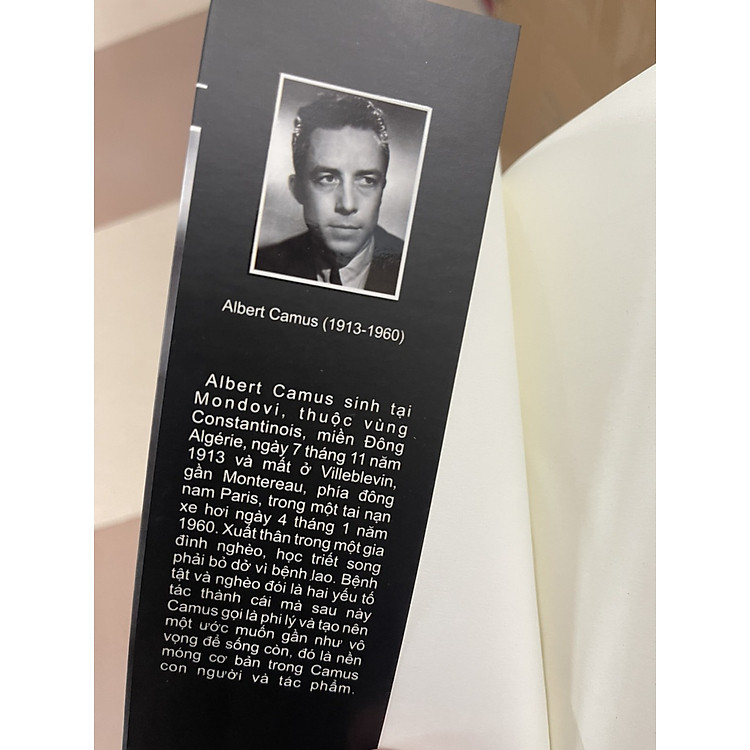 Albert Camus (1913-1960)
Albert Camus sinh tại
Mondovi, thuộc vùng
Constantinois, miền Đông
Algérie, ngày 7 tháng 11 năm
1913 và mất ở Villeblevin,
gần Montereau, phía đông
nam Paris, trong một tai nạn
xe hơi ngày 4 tháng 1 năm
1960. Xuất thân trong một gia
đình nghèo, học triết song
phải bỏ dở vì bệnh lao. Bệnh
tật và nghèo đói là hai yếu tố
tác thành cái mà sau này
Camus gọi là phi lý và tạo nên
một ước muốn gần như vô
vọng để sống còn, đó là nền
móng cơ bản trong Camus
con người và tác phẩm.